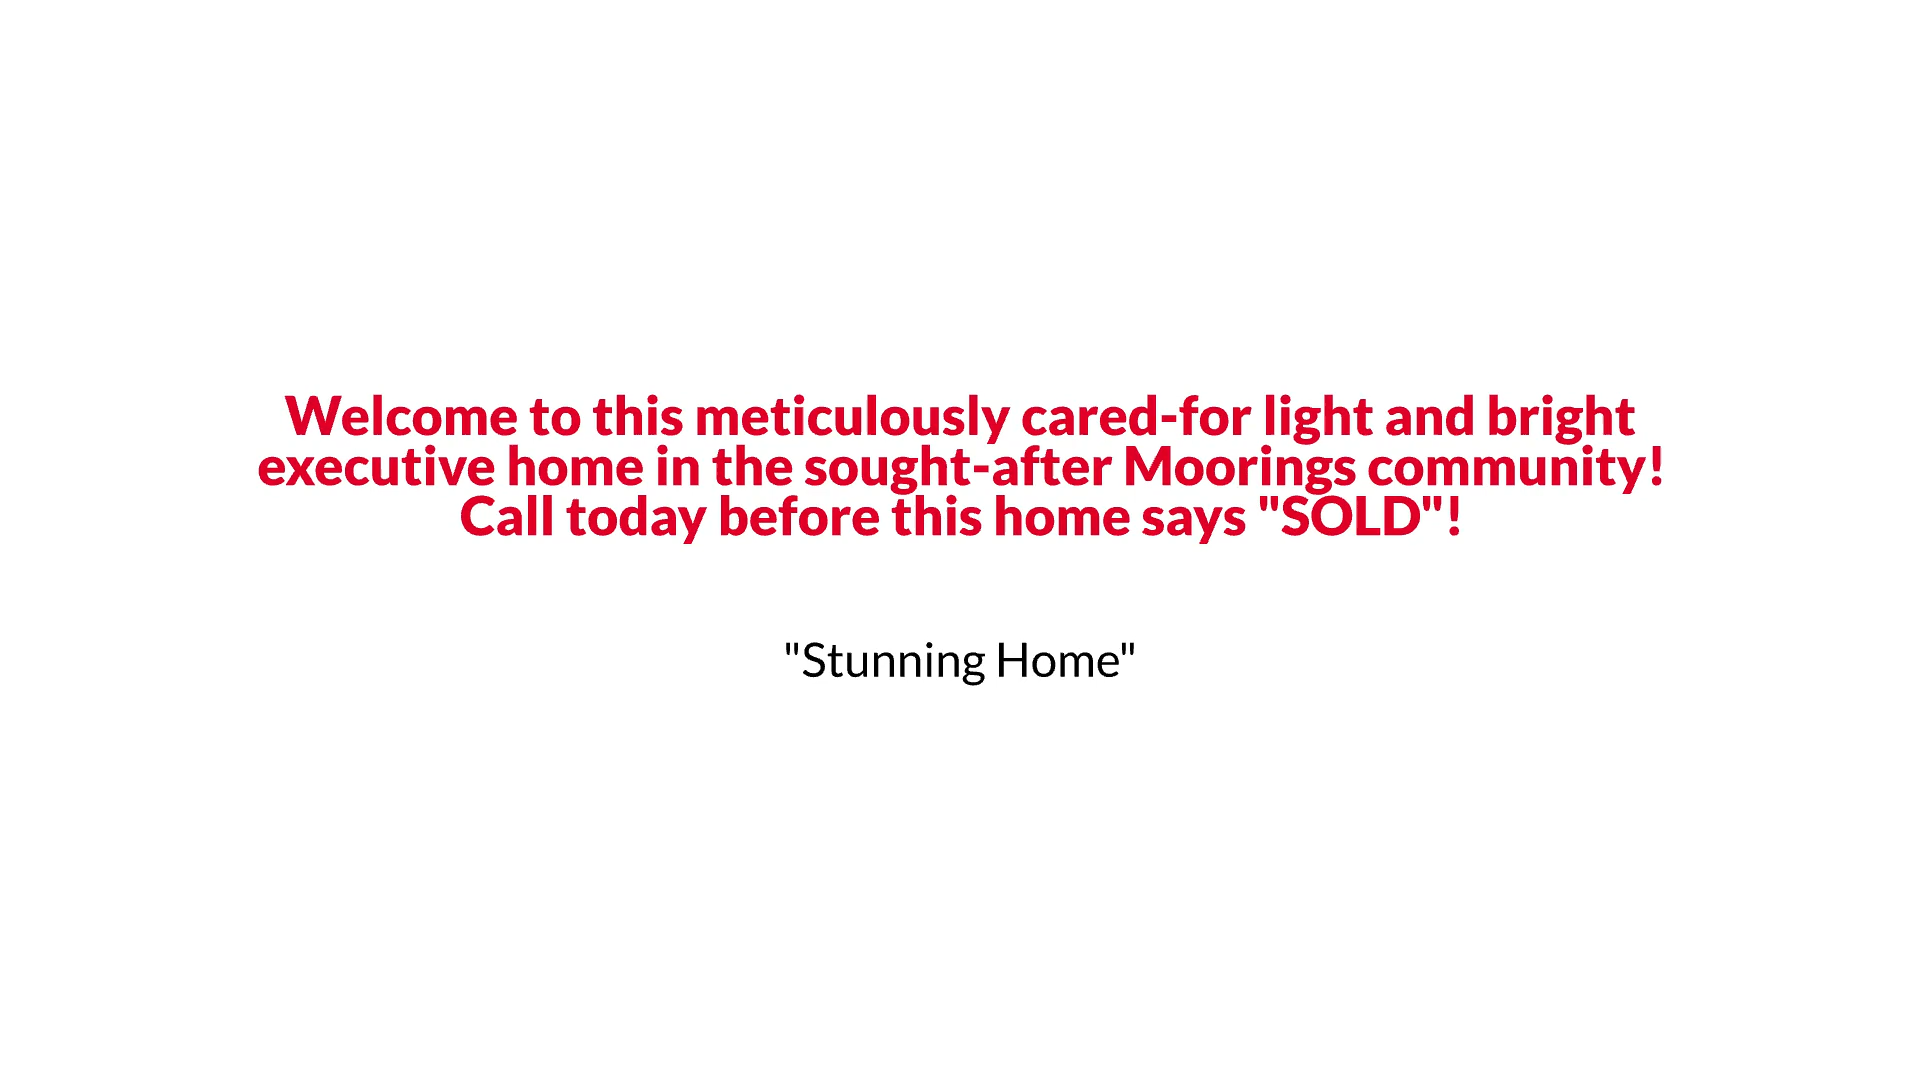 Welcome to this meticulously cared-for light and bright
executive home in the sought-after Moorings community!
Call today before this home says "SOLD"!
"Stunning Home"